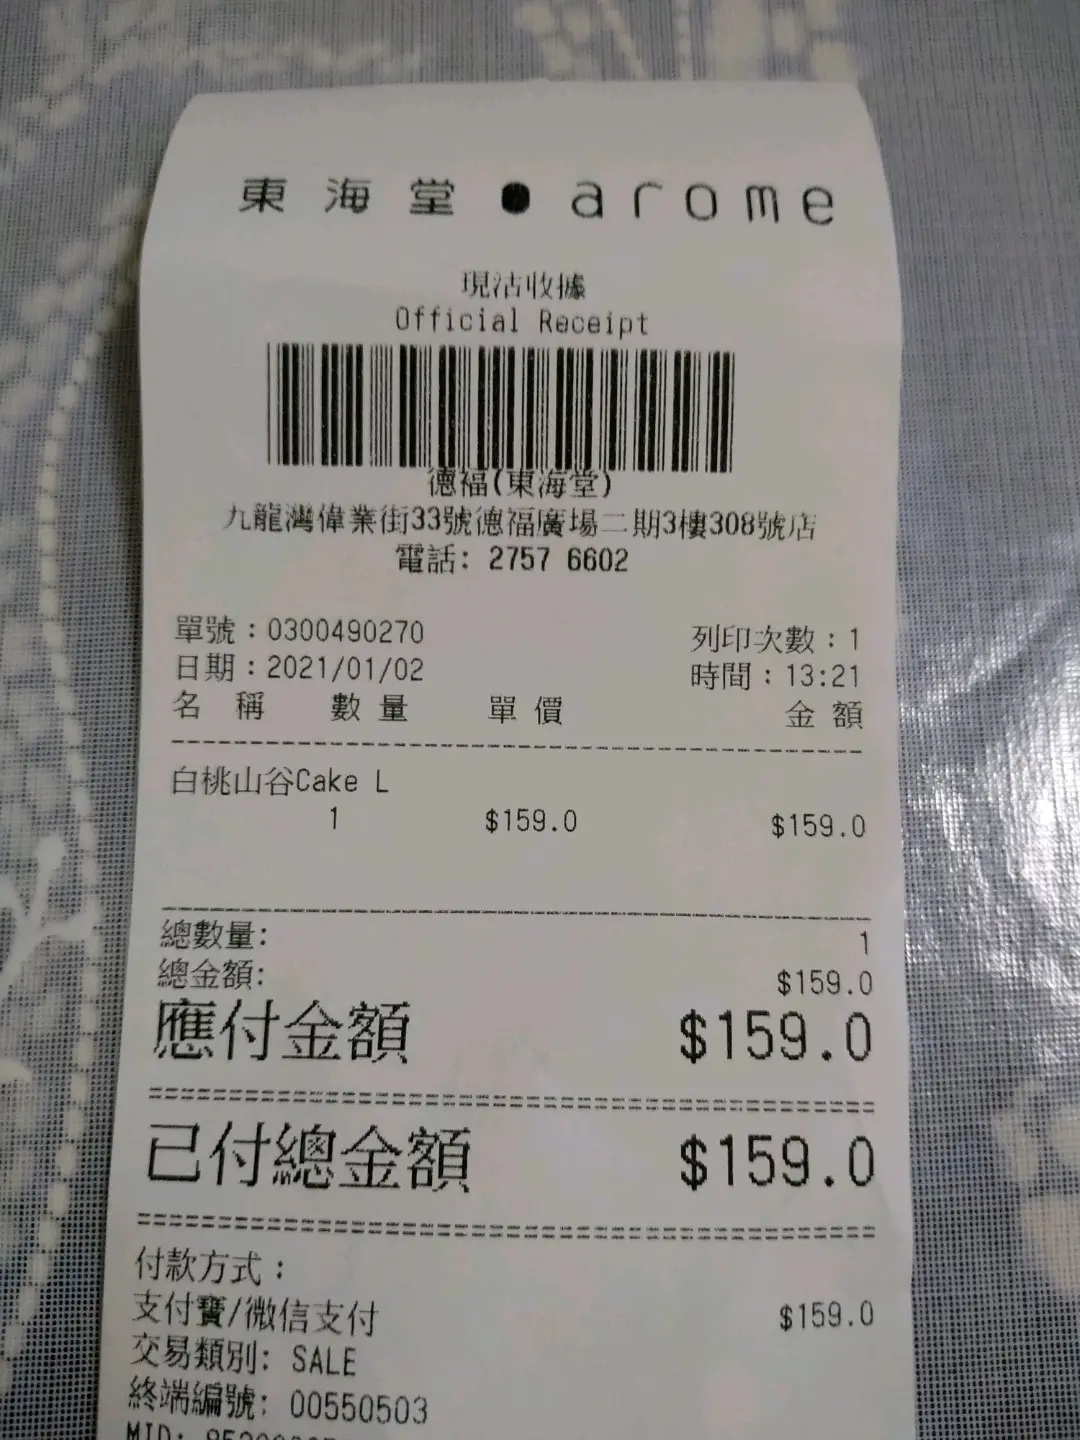 東海堂●arome
現沽收據
Official Receipt
德福(東海堂)
九龍灣偉業街33號德福廣場二期3樓308號店
電話: 2757 6602
單號：0300490270 列印次數：1
日期：2021/01/02 時間：13:21
名稱 數量 單價 金額
白桃山谷Cake L
1 $159.0 $159.0
總數量: 1
總金額: $159.0
應付金額 $159.0
已付總金額 $159.0
付款方式：
支付寶/微信支付 $159.0
交易類別: SALE
終端編號: 00550503
MID: